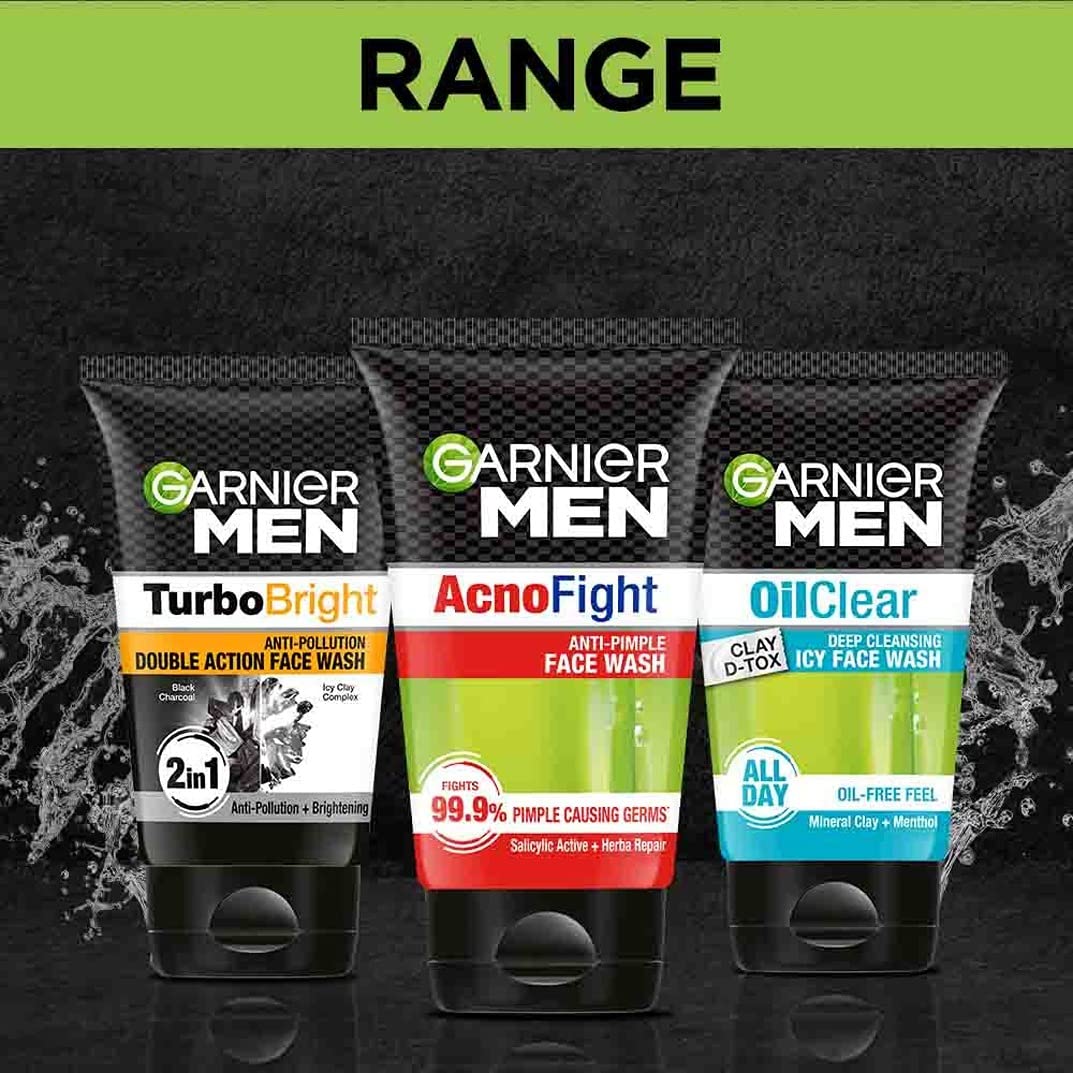 RANGE
GARNIER
MEN
TurboBright
ANTI-POLLUTION
DOUBLE ACTION FACE WASH
Black
Charcoal
Icy Clay
Complex
2in1
Anti-Pollution + Brightening
GARNIER
MEN
AcnoFight
ANTI-PIMPLE
FACE WASH
FIGHTS
99.9% PIMPLE CAUSING GERMS*
Salicylic Active + Herba Repair
GARNIER
MEN
OilClear
CLAY
D-TOX
DEEP CLEANSING
ICY FACE WASH
ALL
DAY
OIL-FREE FEEL
Mineral Clay + Menthol